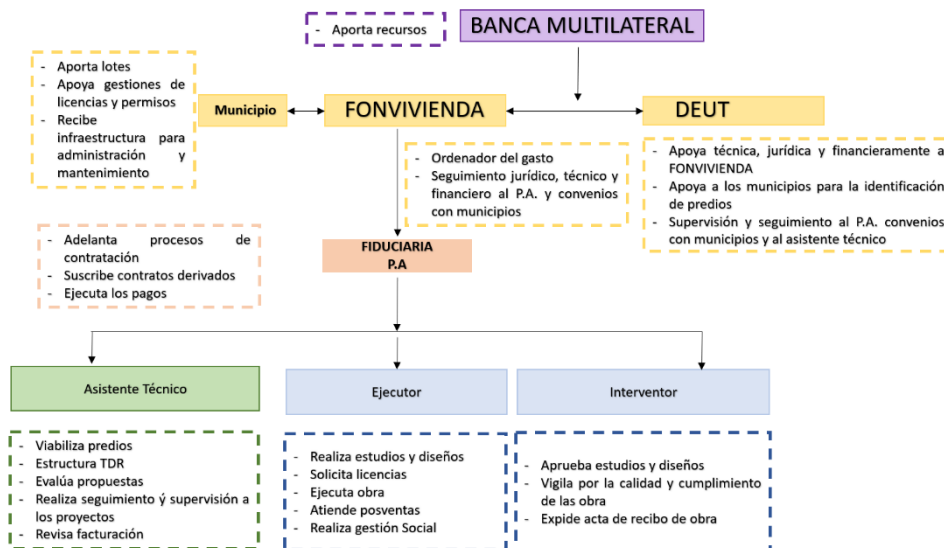 BANCA MULTILATERAL
- Aporta recursos
- Aporta lotes
- Apoya gestiones de
licencias y permisos
- Recibe
infraestructura para
administración y
mantenimiento
Municipio
FONVIVIENDA
DEUT
- Ordenador del gasto
- Seguimiento jurídico, técnico y
financiero al P.A. y convenios
con municipios
- Apoya técnica, jurídica y financieramente a
FONVIVIENDA
- Apoya a los municipios para la identificación
de predios
- Supervisión y seguimiento al P.A. convenios
con municipios y al asistente técnico
- Adelanta procesos de
contratación
- Suscribe contratos derivados
- Ejecuta los pagos
FIDUCIARIA
P.A
Asistente Técnico
Ejecutor
Interventor
- Viabiliza predios
- Estructura TDR
- Evalúa propuestas
- Realiza seguimiento ý supervisión a
los proyectos
- Revisa facturación
- Realiza estudios y diseños
- Solicita licencias
- Ejecuta obra
- Atiende posventas
- Realiza gestión Social
- Aprueba estudios y diseños
- Vigila por la calidad y cumplimiento
de las obra
- Expide acta de recibo de obra